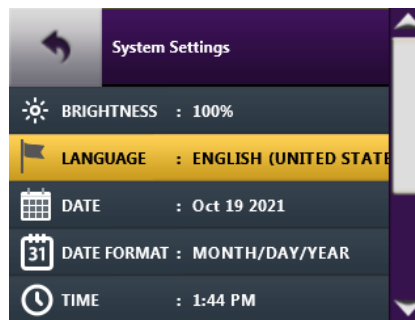 System Settings
BRIGHTNESS : 100%
LANGUAGE : ENGLISH (UNITED STATE
DATE : Oct 19 2021
31 DATE FORMAT : MONTH/DAY/YEAR
TIME : 1:44 PM